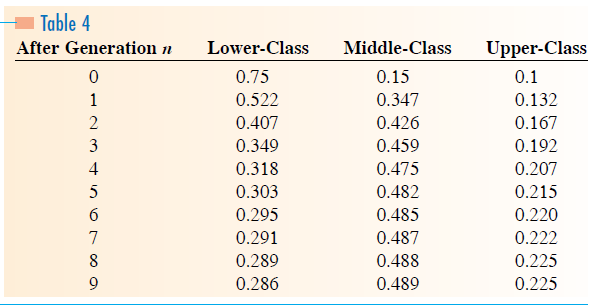 Table 4
After Generation n Lower-Class Middle-Class Upper-Class
0 0.75 0.15 0.1
1 0.522 0.347 0.132
2 0.407 0.426 0.167
3 0.349 0.459 0.192
4 0.318 0.475 0.207
5 0.303 0.482 0.215
6 0.295 0.485 0.220
7 0.291 0.487 0.222
8 0.289 0.488 0.225
9 0.286 0.489 0.225